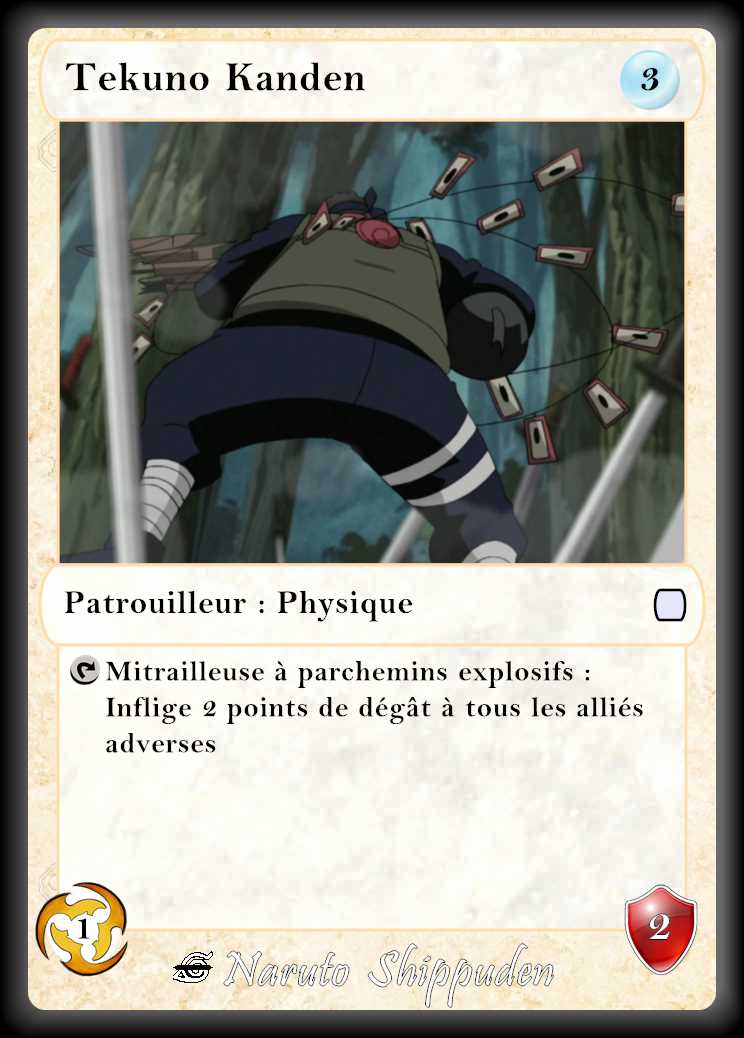 Tekuno Kanden
3
Patrouilleur : Physique
Mitrailleuse à parchemins explosifs :
Inflige 2 points de dégât à tous les alliés
adverses
1
2
Naruto Shippuden